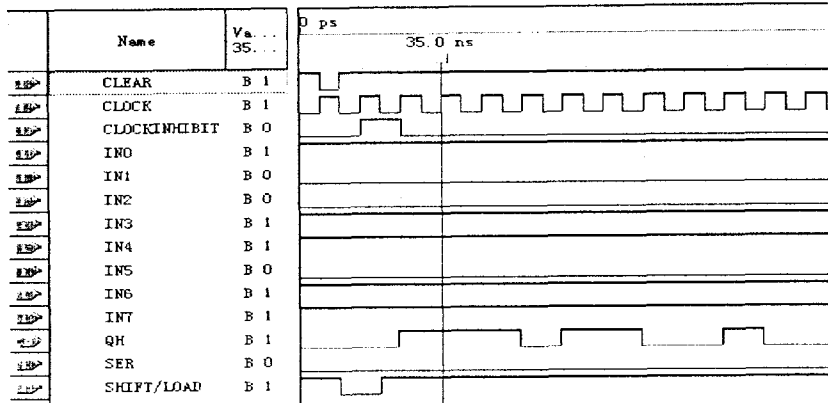 Name Va... 35... 0 ps
35.0 ns
CLEAR B 1
CLOCK B 1
CLOCKINHIBIT B 0
IN0 B 1
IN1 B 0
IN2 B 0
IN3 B 1
IN4 B 1
IN5 B 0
IN6 B 1
IN7 B 1
QH B 1
SER B 0
SHIFT/LOAD B 1